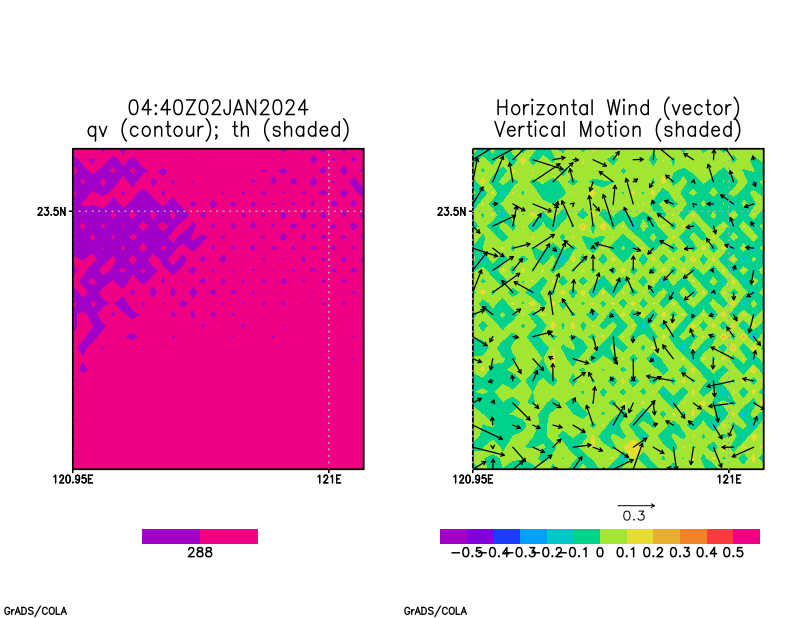 04:40Z02JAN2024
qv (contour); th (shaded)
23.5N
120.95E
121E
288
GrADS/COLA
Horizontal Wind (vector)
Vertical Motion (shaded)
23.5N
120.95E
121E
0.3
-0.5 -0.4 -0.3 -0.2 -0.1 0 0.1 0.2 0.3 0.4 0.5
GrADS/COLA